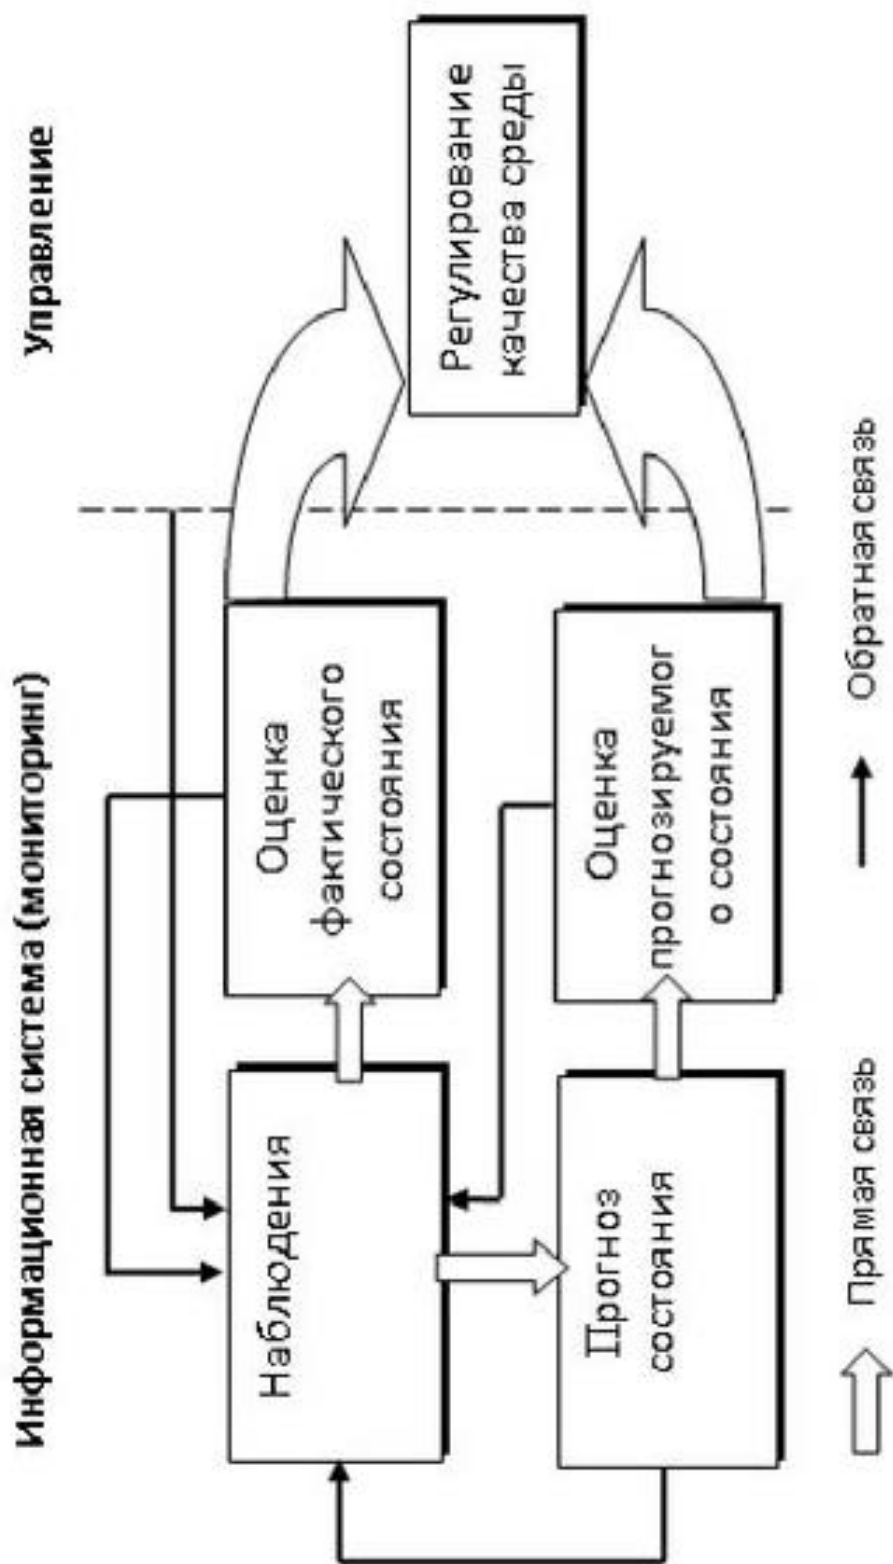 Информационная система (мониторинг)
Управление
Наблюдения
Оценка
фактического
состояния
Регулирование
качества среды
Прогноз
состояния
Оценка
прогнозируемог
о состояния
Прямая связь
Обратная связь